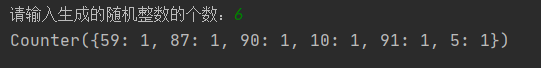 请输入生成的随机整数的个数：6
Counter({59: 1, 87: 1, 90: 1, 10: 1, 91: 1, 5: 1})